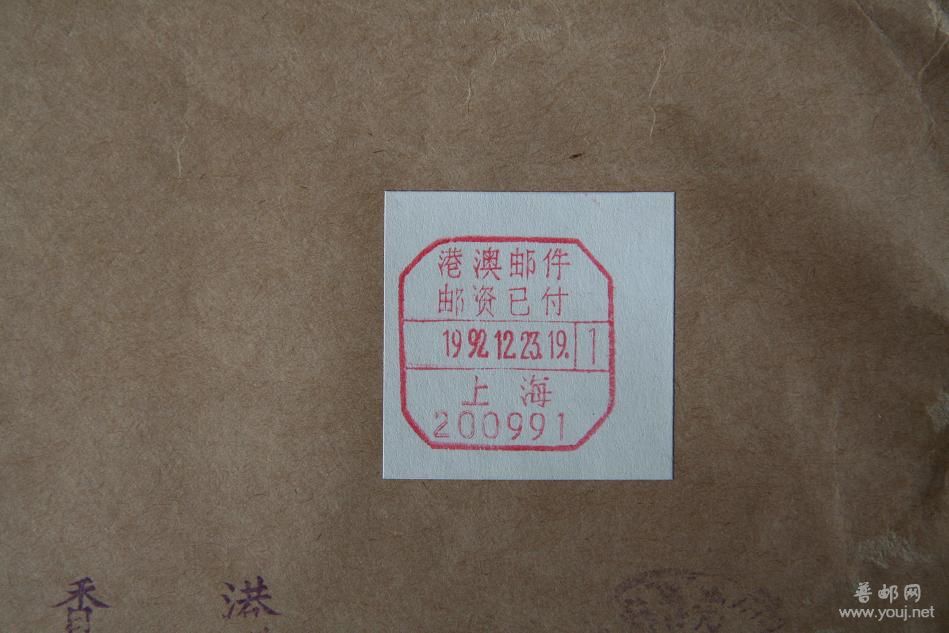 港澳邮件
邮资已付
1992.12.23.19. 1
上海
200991
香 港
普邮网
www.youj.net